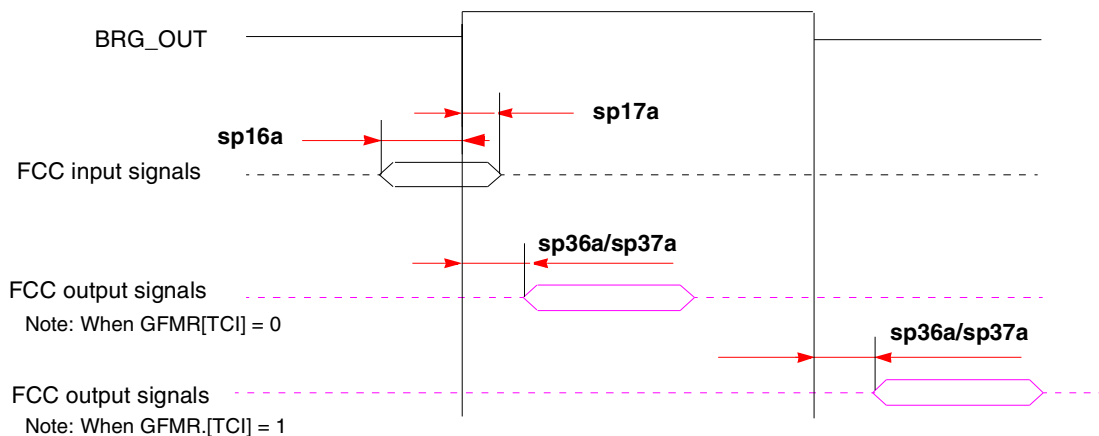 BRG_OUT
sp17a
sp16a
FCC input signals
sp36a/sp37a
FCC output signals
Note: When GFMR[TCI] = 0
sp36a/sp37a
FCC output signals
Note: When GFMR.[TCI] = 1